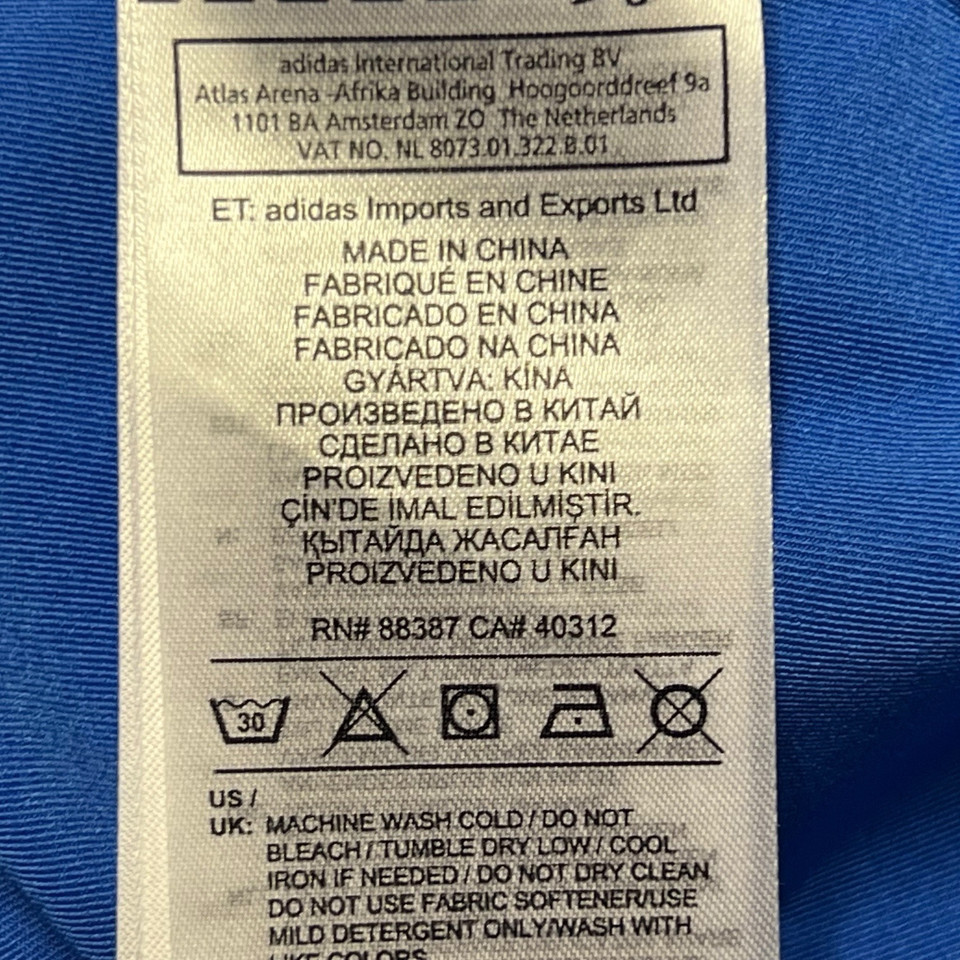 adidas International Trading BV
Atlas Arena -Afrika Building Hoogoorddreef 9a
1101 BA Amsterdam ZO The Netherlands
VAT NO. NL 8073.01.322.B.01
ET: adidas Imports and Exports Ltd
MADE IN CHINA
FABRIQUÉ EN CHINE
FABRICADO EN CHINA
FABRICADO NA CHINA
GYÁRTVA: KÍNA
ПРОИЗВЕДЕНО В КИТАЙ
СДЕЛАНО В КИТАЕ
PROIZVEDENO U KINI
ÇİN'DE İMAL EDİLMİŞTİR.
ҚЫТАЙДА ЖАСАЛҒАН
PROIZVEDENO U KINI
RN# 88387 CA# 40312
30
US /
UK: MACHINE WASH COLD / DO NOT
BLEACH / TUMBLE DRY LOW / COOL
IRON IF NEEDED / DO NOT DRY CLEAN
DO NOT USE FABRIC SOFTENER/USE
MILD DETERGENT ONLY/WASH WITH
LIKE COLORS